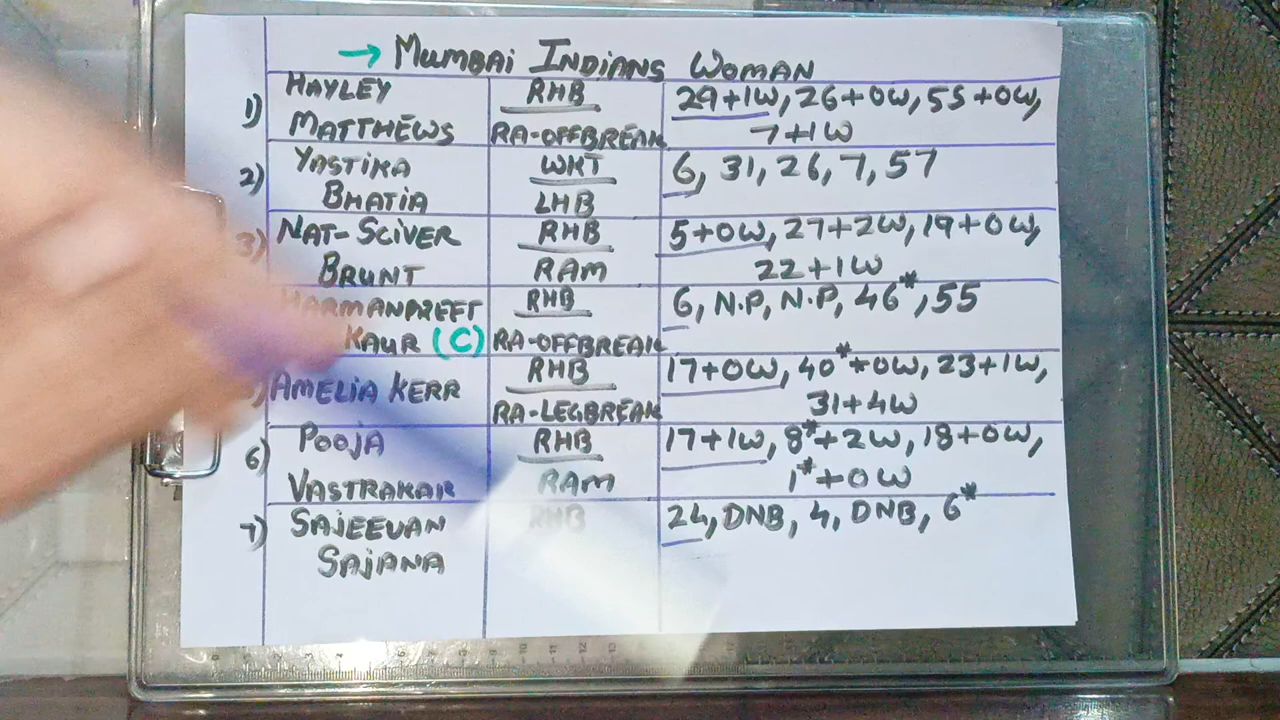 → MUMBAI INDIANS WOMAN
1) HAYLEY MATTHEWS RHB RA-OFFBREAK 29+1W, 26+0W, 55+0W, 7+1W
2) YASTIKA BHATIA WKT LHB 6, 31, 26, 7, 57
3) NAT-SCIVER BRUNT RHB RAM 5+0W, 27+2W, 19+0W, 22+1W
HARMANPREET KAUR (C) RHB RA-OFFBREAK 6, N.P, N.P, 46*, 55
AMELIA KERR RHB RA-LEGBREAK 17+0W, 40*+0W, 23+1W, 31+4W
6) POOJA VASTRAKAR RHB RAM 17+1W, 8*+2W, 18+0W, 1*+0W
7) SAJEEVAN SAJANA RHB 24, DNB, 4, DNB, 6*